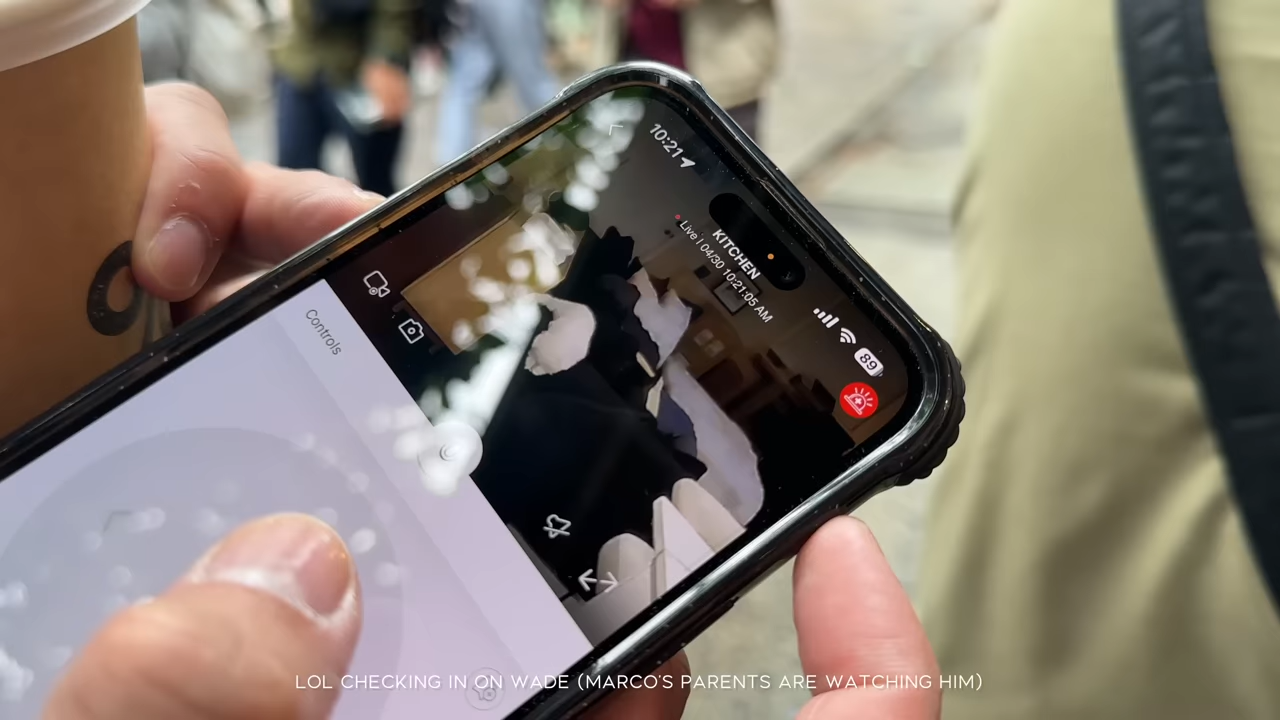 10:21
KITCHEN
Live | 04/30 10:21:05 AM
89
Controls
LOL CHECKING IN ON WADE (MARCO'S PARENTS ARE WATCHING HIM)